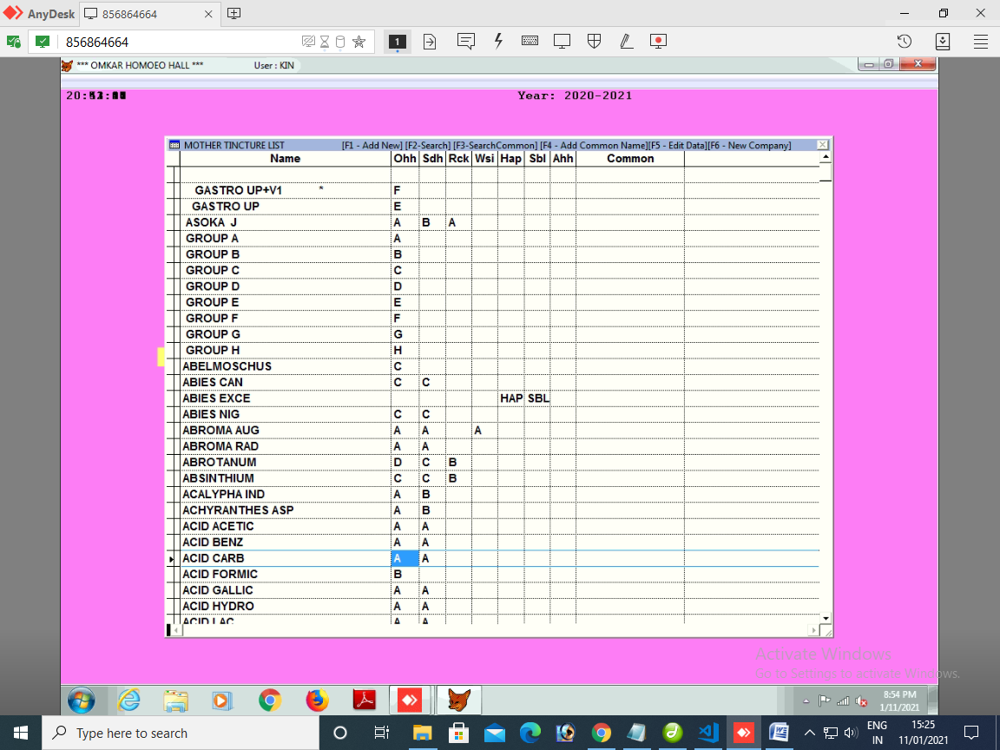 AnyDesk 856864664
856864664 1
*** OMKAR HOMOEO HALL *** User : KIN
Year: 2020-2021
MOTHER TINCTURE LIST [F1 - Add New] [F2-Search] [F3-SearchCommon] [F4 - Add Common Name][F5 - Edit Data][F6 - New Company]
Name Ohh Sdh Rck Wsi Hap Sbl Ahh Common
GASTRO UP+V1 * F
GASTRO UP E
ASOKA J A B A
GROUP A A
GROUP B B
GROUP C C
GROUP D D
GROUP E E
GROUP F F
GROUP G G
GROUP H H
ABELMOSCHUS C
ABIES CAN C C
ABIES EXCE HAP SBL
ABIES NIG C C
ABROMA AUG A A A
ABROMA RAD A A
ABROTANUM D C B
ABSINTHIUM C C B
ACALYPHA IND A B
ACHYRANTHES ASP A B
ACID ACETIC A A
ACID BENZ A A
ACID CARB A A
ACID FORMIC B
ACID GALLIC A A
ACID HYDRO A A
ACID LAC A A
Activate Windows
Go to Settings to activate Windows.
8:54 PM
1/11/2021
Type here to search
ENG
IN
15:25
11/01/2021